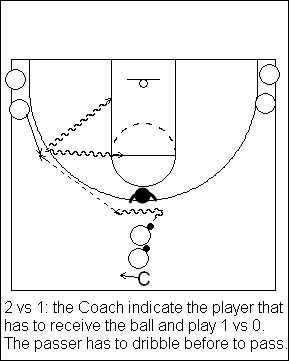 C
2 vs 1: the Coach indicate the player that
has to receive the ball and play 1 vs 0.
The passer has to dribble before to pass.